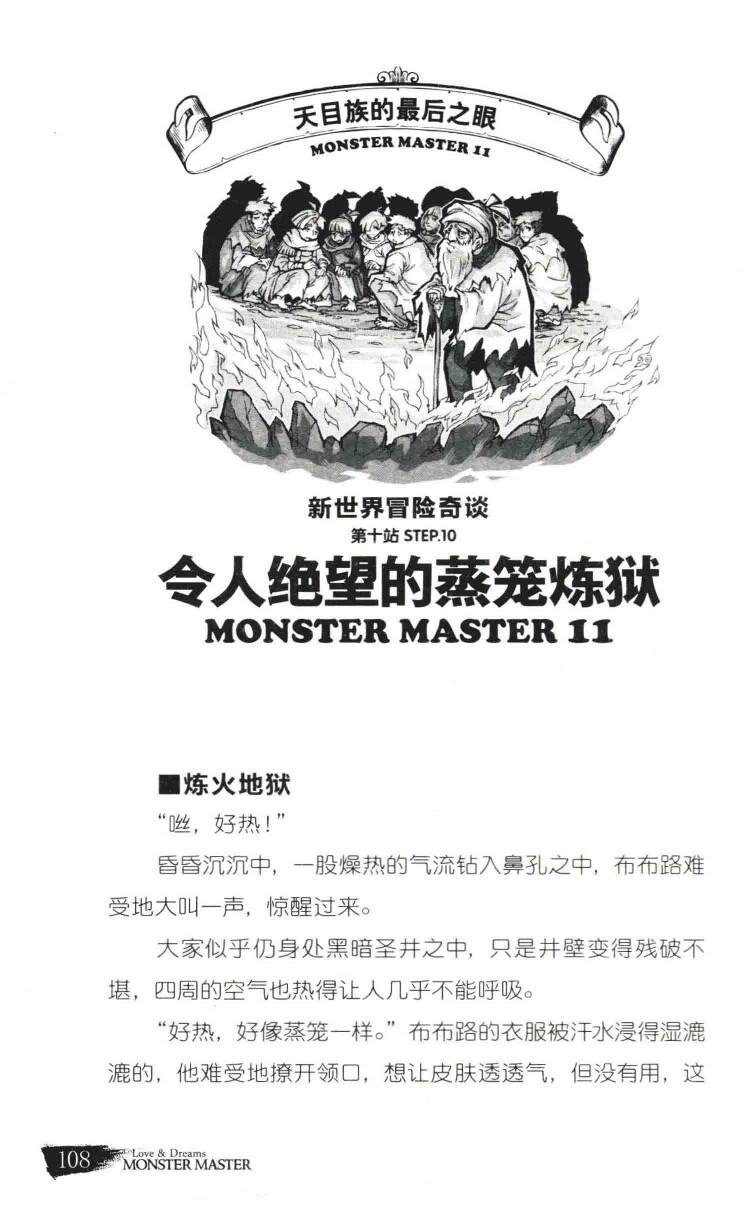 天目族的最后之眼
MONSTER MASTER 11
新世界冒险奇谈
第十站 STEP.10
令人绝望的蒸笼炼狱
MONSTER MASTER 11
■炼火地狱
“咝，好热！”
昏昏沉沉中，一股燥热的气流钻入鼻孔之中，布布路难
受地大叫一声，惊醒过来。
大家似乎仍身处黑暗圣井之中，只是井壁变得残破不
堪，四周的空气也热得让人几乎不能呼吸。
“好热，好像蒸笼一样。”布布路的衣服被汗水浸得湿漉
漉的，他难受地撩开领口，想让皮肤透透气，但没有用，这
108
Love & Dreams
MONSTER MASTER